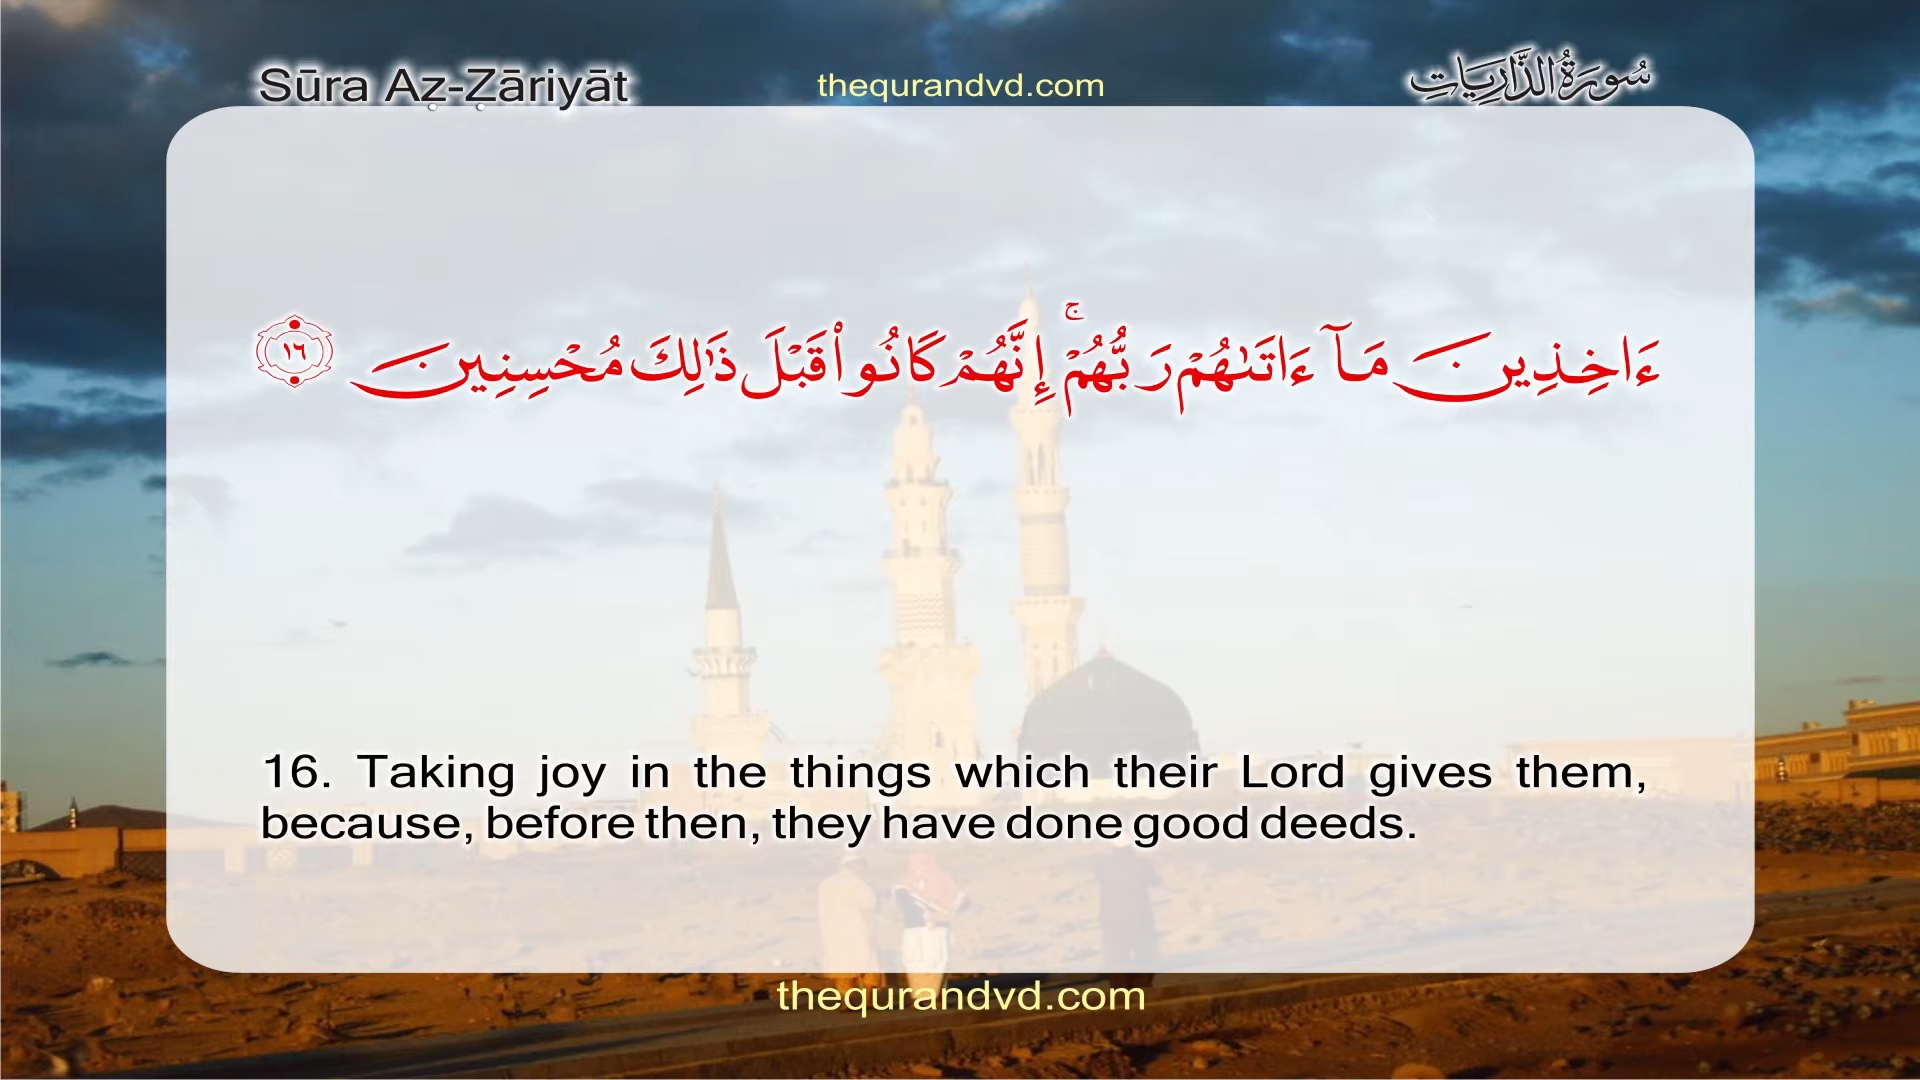 Sūra Aẓ-Ẓāriyāt
thequrandvd.com
سُورَةُ الذَّارِيَاتِ
ءَاخِذِينَ مَآ ءَاتَىٰهُمْ رَبُّهُمْ ۚ إِنَّهُمْ كَانُوا۟ قَبْلَ ذَٰلِكَ مُحْسِنِينَ ١٦
16. Taking joy in the things which their Lord gives them,
because, before then, they have done good deeds.
thequrandvd.com